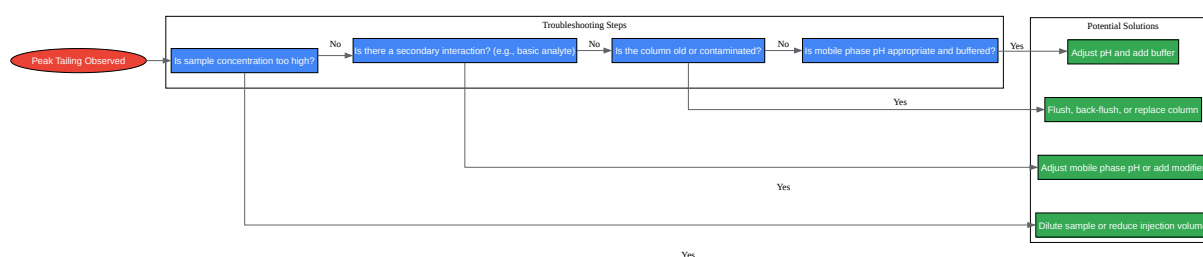 Troubleshooting Steps
Potential Solutions
Peak Tailing Observed
Is sample concentration too high?
No
Is there a secondary interaction? (e.g., basic analyte)
No
Is the column old or contaminated?
No
Is mobile phase pH appropriate and buffered?
Yes
Adjust pH and add buffer
Yes
Flush, back-flush, or replace column
Adjust mobile phase pH or add modifier
Yes
Dilute sample or reduce injection volume
Yes